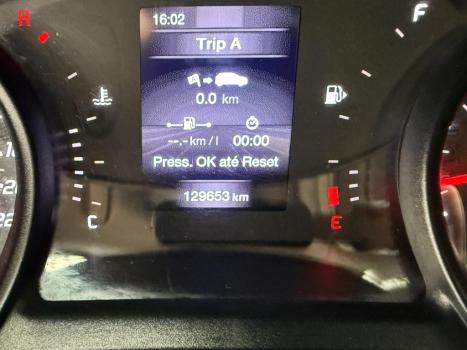 16:02
H
F
Trip A
0.0 km
--.- km / l
00:00
Press. OK até Reset
129653 km
C
E